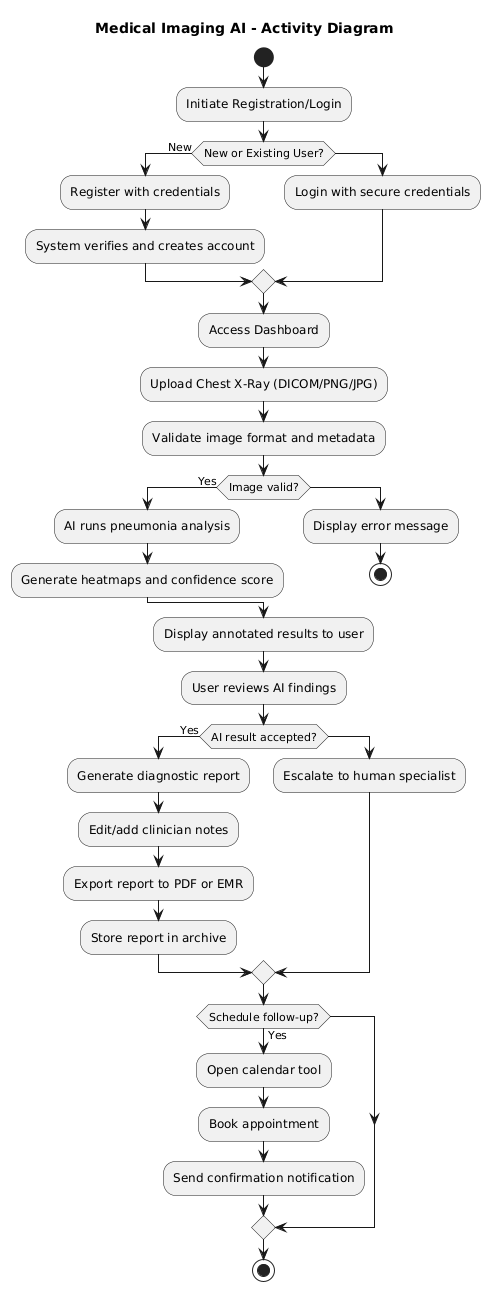 Medical Imaging AI - Activity Diagram
Initiate Registration/Login
New or Existing User?
New
Register with credentials
Login with secure credentials
System verifies and creates account
Access Dashboard
Upload Chest X-Ray (DICOM/PNG/JPG)
Validate image format and metadata
Image valid?
Yes
AI runs pneumonia analysis
Display error message
Generate heatmaps and confidence score
Display annotated results to user
User reviews AI findings
AI result accepted?
Yes
Generate diagnostic report
Escalate to human specialist
Edit/add clinician notes
Export report to PDF or EMR
Store report in archive
Schedule follow-up?
Yes
Open calendar tool
Book appointment
Send confirmation notification